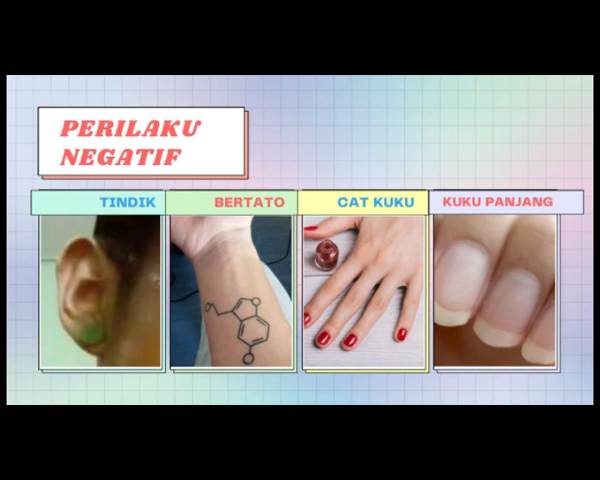 PERILAKU
NEGATIF
TINDIK
BERTATO
CAT KUKU
KUKU PANJANG